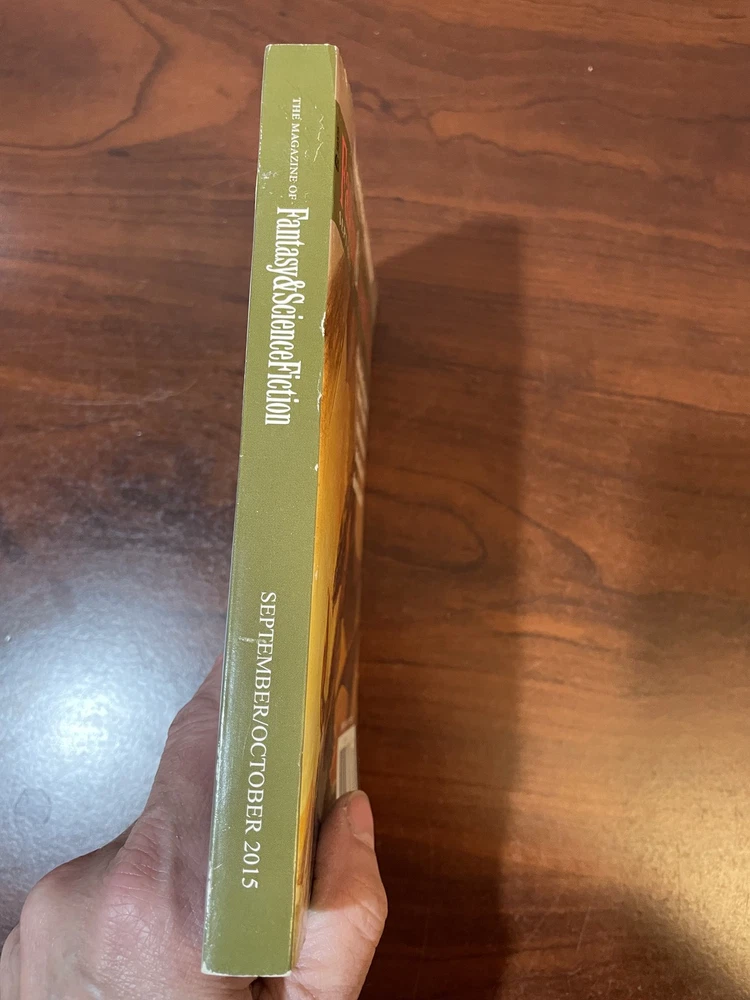 THE MAGAZINE OF Fantasy&ScienceFiction
SEPTEMBER/OCTOBER 2015